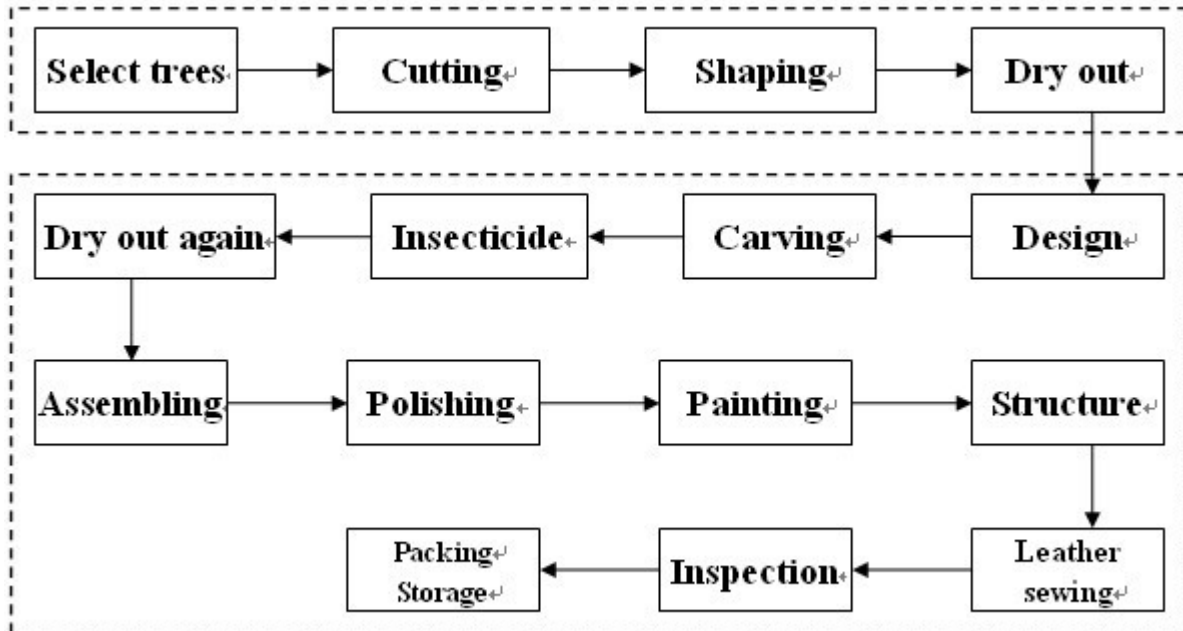 Select trees
Cutting
Shaping
Dry out
Design
Carving
Insecticide
Dry out again
Assembling
Polishing
Painting
Structure
Leather
sewing
Inspection
Packing
Storage